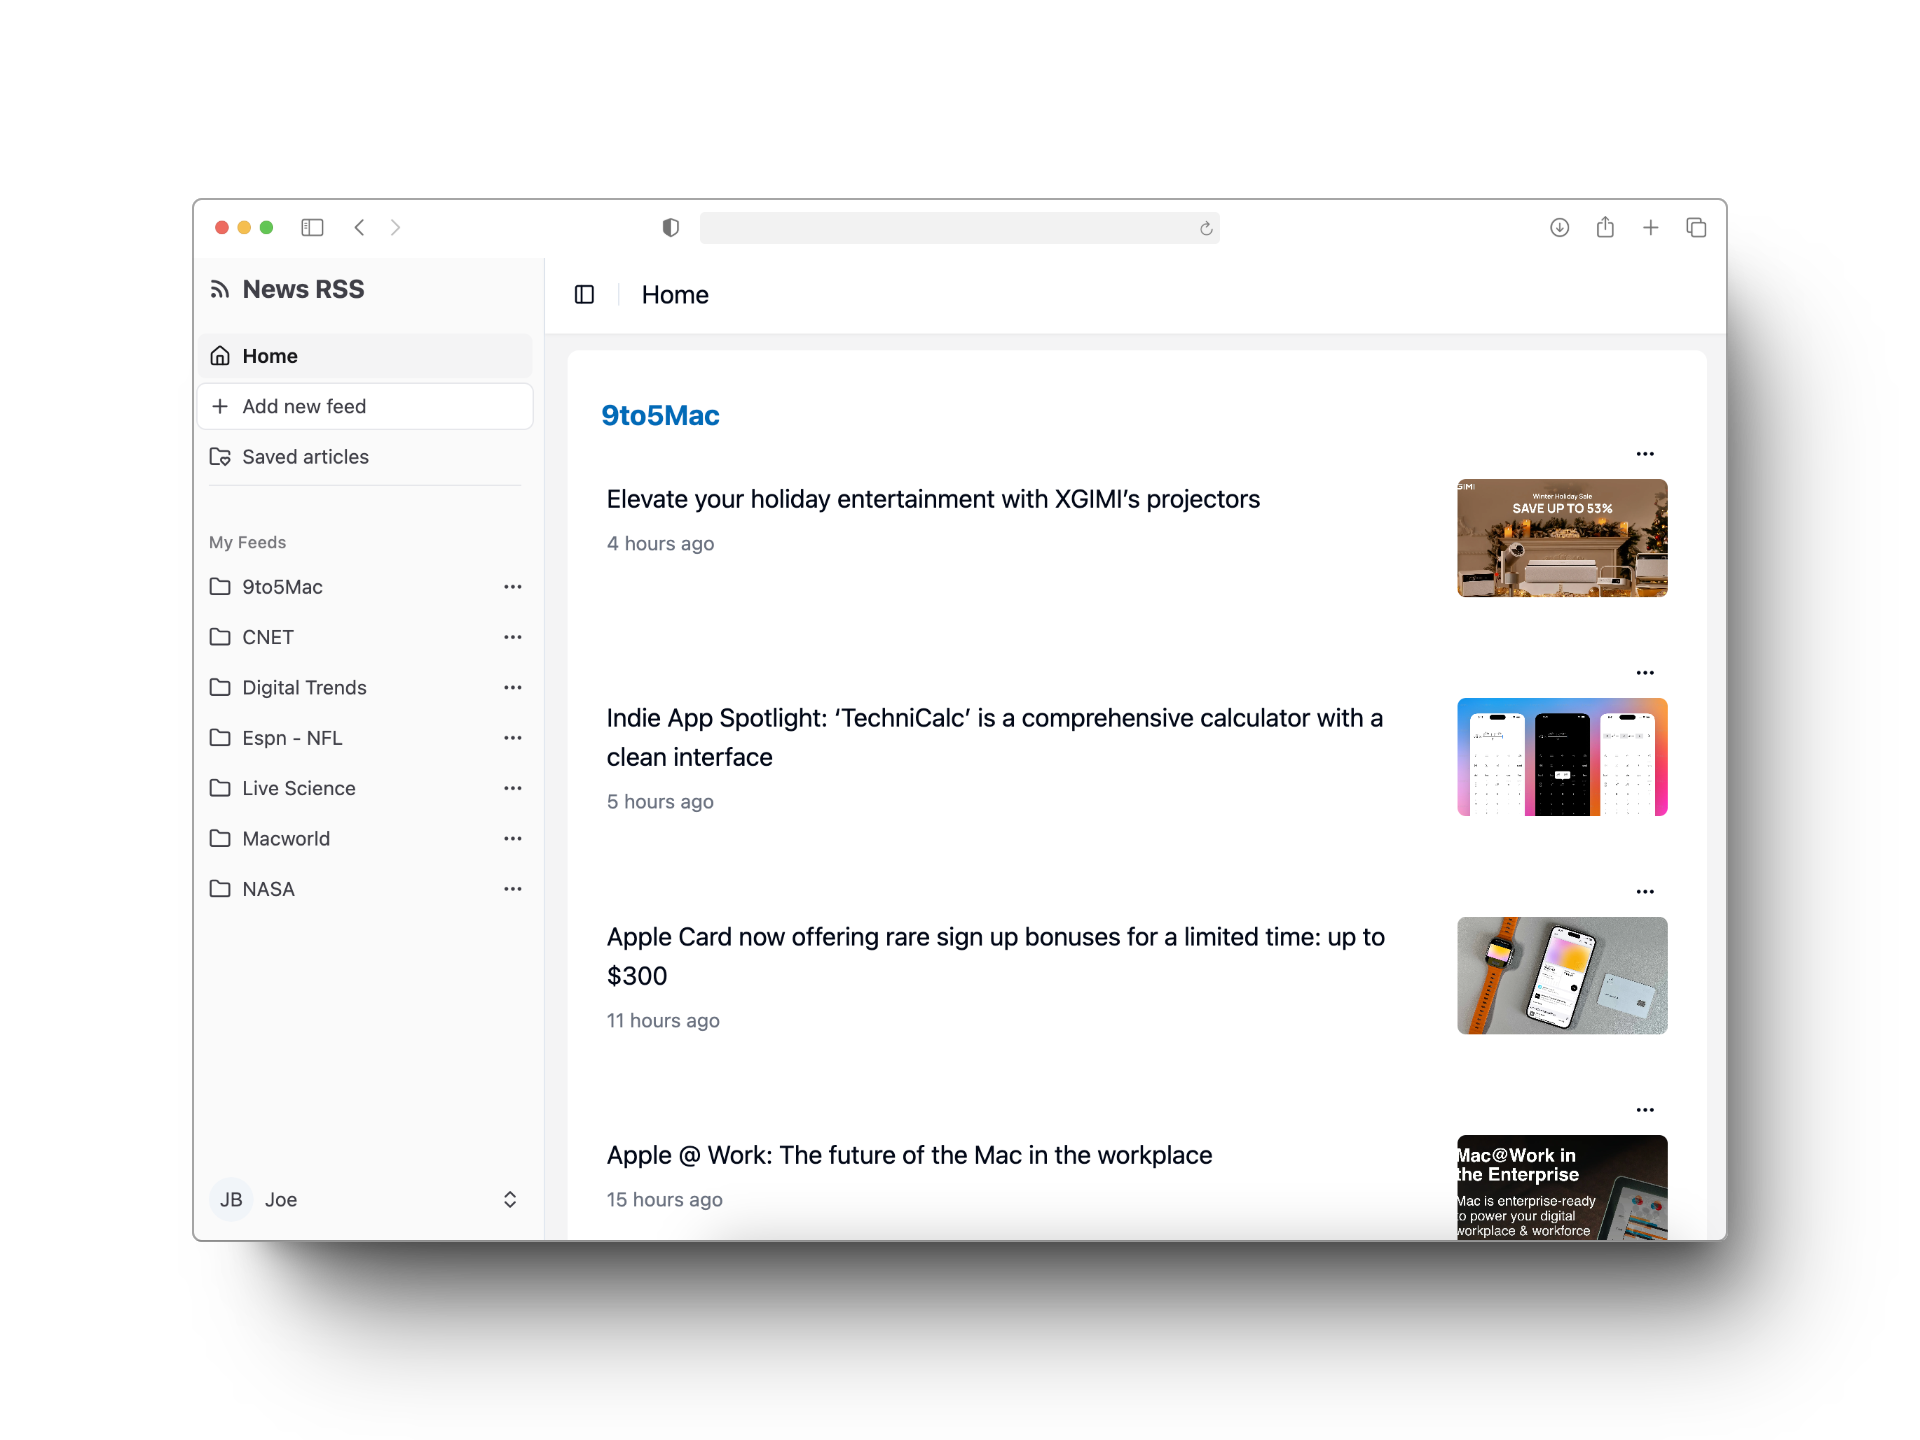 News RSS
Home
Home
Add new feed
Saved articles
My Feeds
9to5Mac
CNET
Digital Trends
Espn - NFL
Live Science
Macworld
NASA
JB Joe
9to5Mac
Elevate your holiday entertainment with XGIMI’s projectors
4 hours ago
GIMI
Winter Holiday Sale
SAVE UP TO 53%
Indie App Spotlight: ‘TechniCalc’ is a comprehensive calculator with a
clean interface
5 hours ago
Apple Card now offering rare sign up bonuses for a limited time: up to
$300
11 hours ago
Apple @ Work: The future of the Mac in the workplace
15 hours ago
Mac@Work in
the Enterprise
Mac is enterprise-ready
to power your digital
workplace & workforce